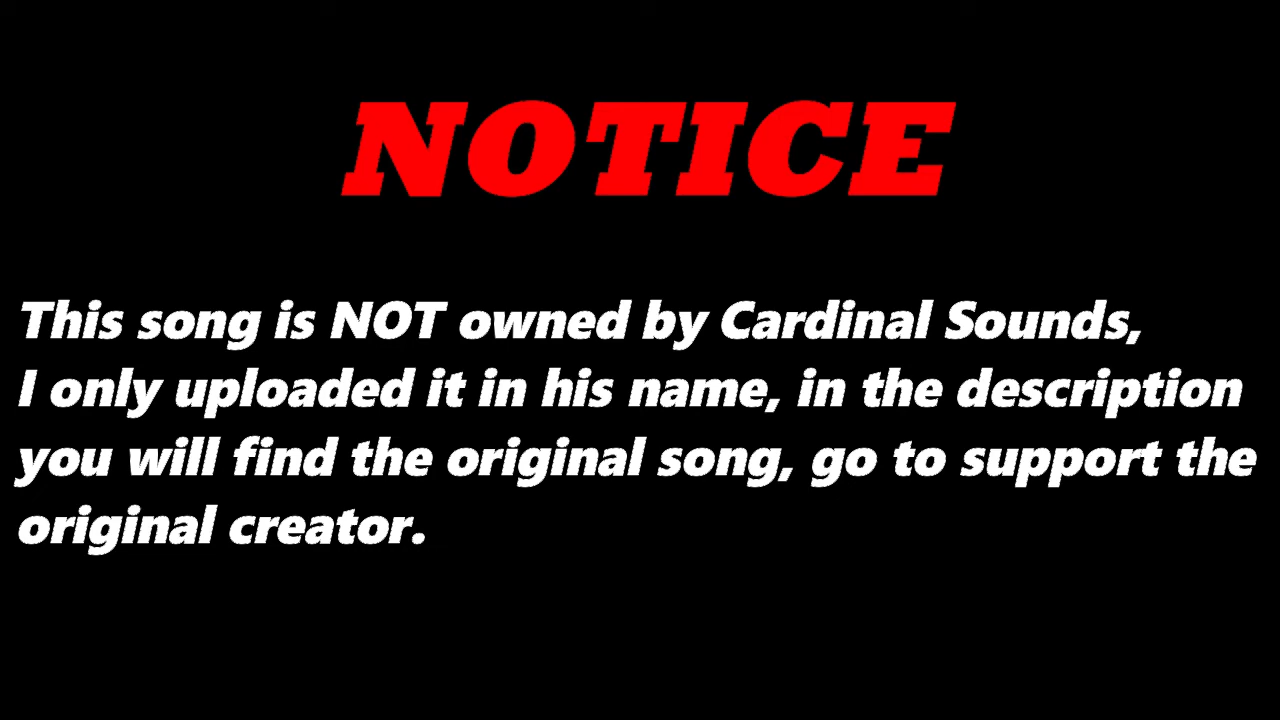 NOTICE
This song is NOT owned by Cardinal Sounds,
I only uploaded it in his name, in the description
you will find the original song, go to support the
original creator.